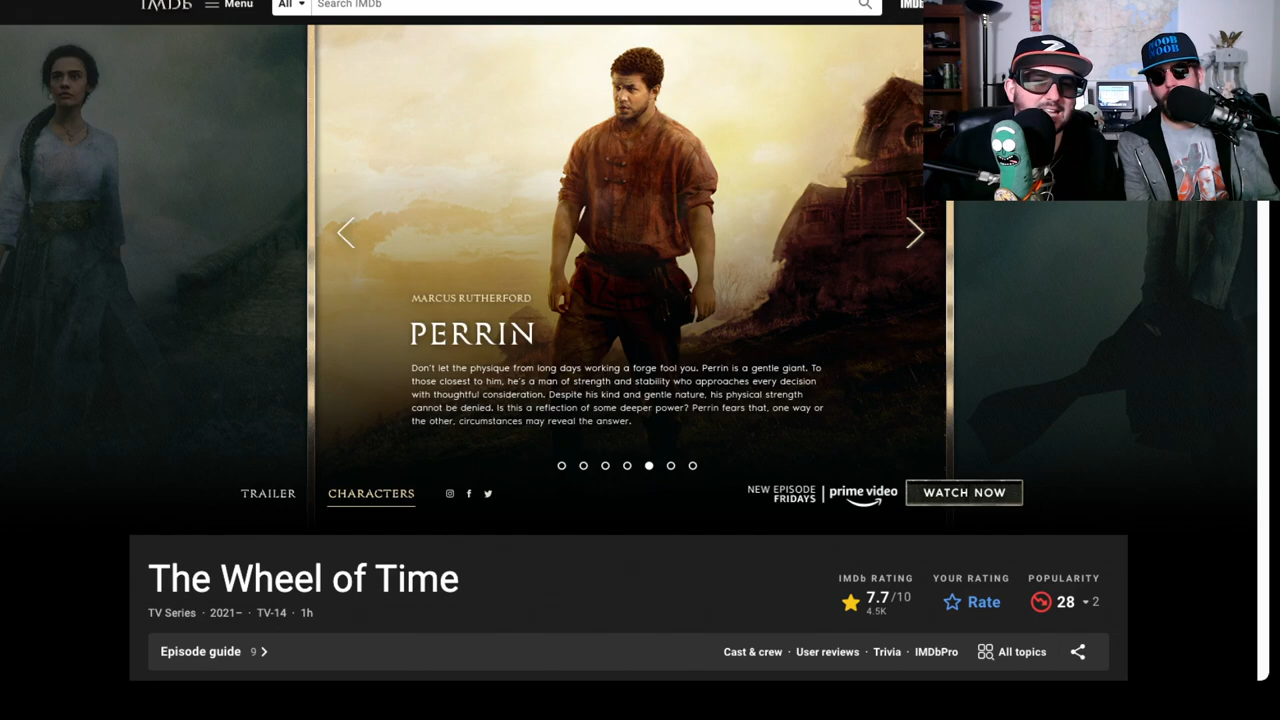 IMDb Menu All Search IMDb IMDb
NOOB
NOOB
MARCUS RUTHERFORD
PERRIN
Don't let the physique from long days working a forge fool you. Perrin is a gentle giant. To
those closest to him, he's a man of strength and stability who approaches every decision
with thoughtful consideration. Despite his kind and gentle nature, his physical strength
cannot be denied. Is this a reflection of some deeper power? Perrin fears that, one way or
the other, circumstances may reveal the answer.
TRAILER CHARACTERS
NEW EPISODE
FRIDAYS
prime video
WATCH NOW
The Wheel of Time
TV Series · 2021– · TV-14 · 1h
IMDb RATING YOUR RATING POPULARITY
7.7/10 Rate 28 2
4.5K
Episode guide 9
Cast & crew · User reviews · Trivia · IMDbPro All topics